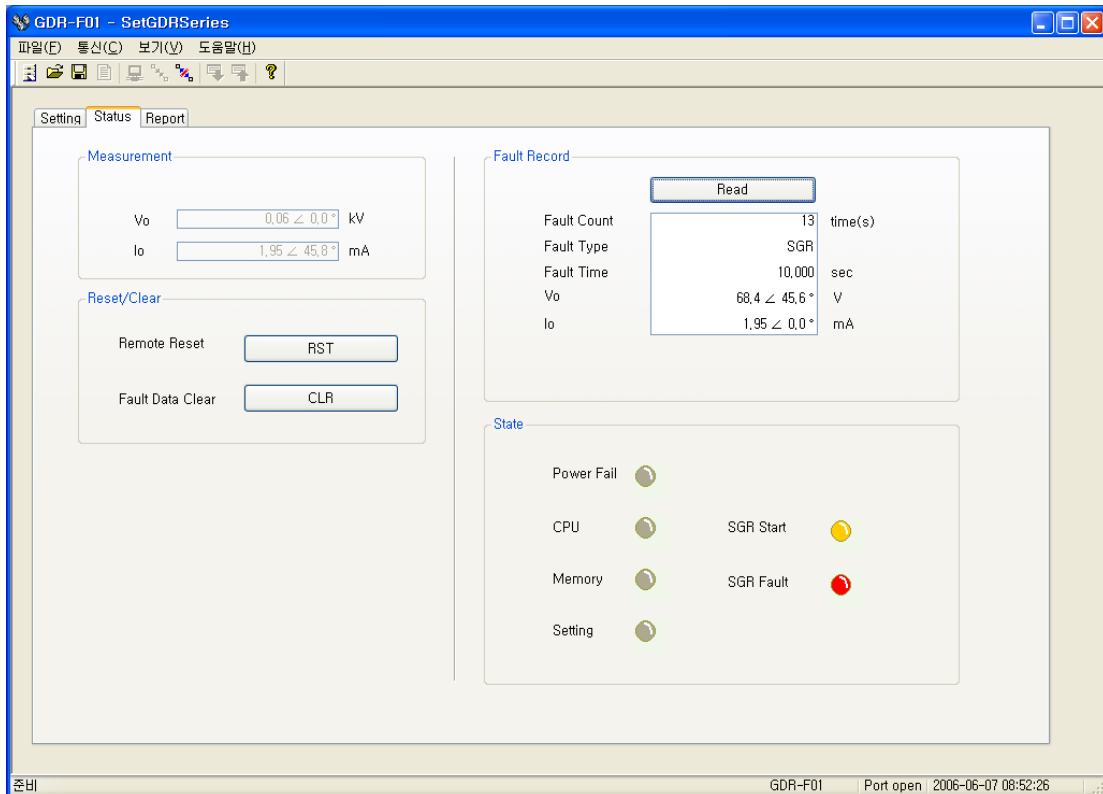 GDR-F01 - SetGDRSeries
파일(F) 통신(C) 보기(V) 도움말(H)
Setting Status Report
Measurement
Vo 0,06 ∠ 0,0° kV
Io 1,95 ∠ 45,8° mA
Reset/Clear
Remote Reset RST
Fault Data Clear CLR
Fault Record
Read
Fault Count 13 time(s)
Fault Type SGR
Fault Time 10,000 sec
Vo 68,4 ∠ 45,6° V
Io 1,95 ∠ 0,0° mA
State
Power Fail
CPU SGR Start
Memory SGR Fault
Setting
준비 GDR-F01 Port open 2006-06-07 08:52:26